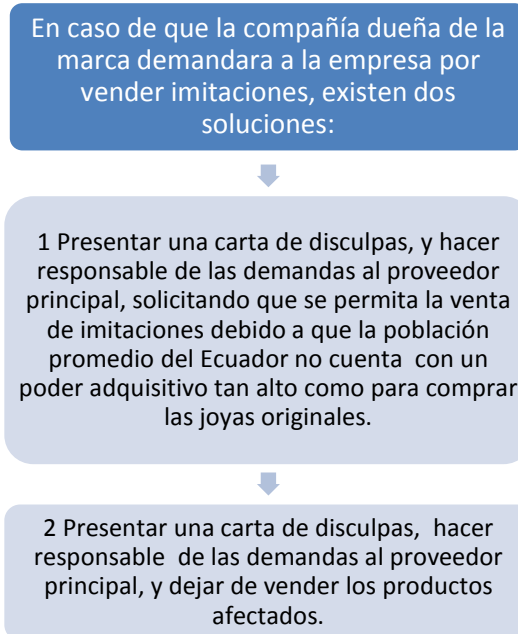 En caso de que la compañía dueña de la
marca demandara a la empresa por
vender imitaciones, existen dos
soluciones:
1 Presentar una carta de disculpas, y hacer
responsable de las demandas al proveedor
principal, solicitando que se permita la venta
de imitaciones debido a que la población
promedio del Ecuador no cuenta con un
poder adquisitivo tan alto como para comprar
las joyas originales.
2 Presentar una carta de disculpas, hacer
responsable de las demandas al proveedor
principal, y dejar de vender los productos
afectados.